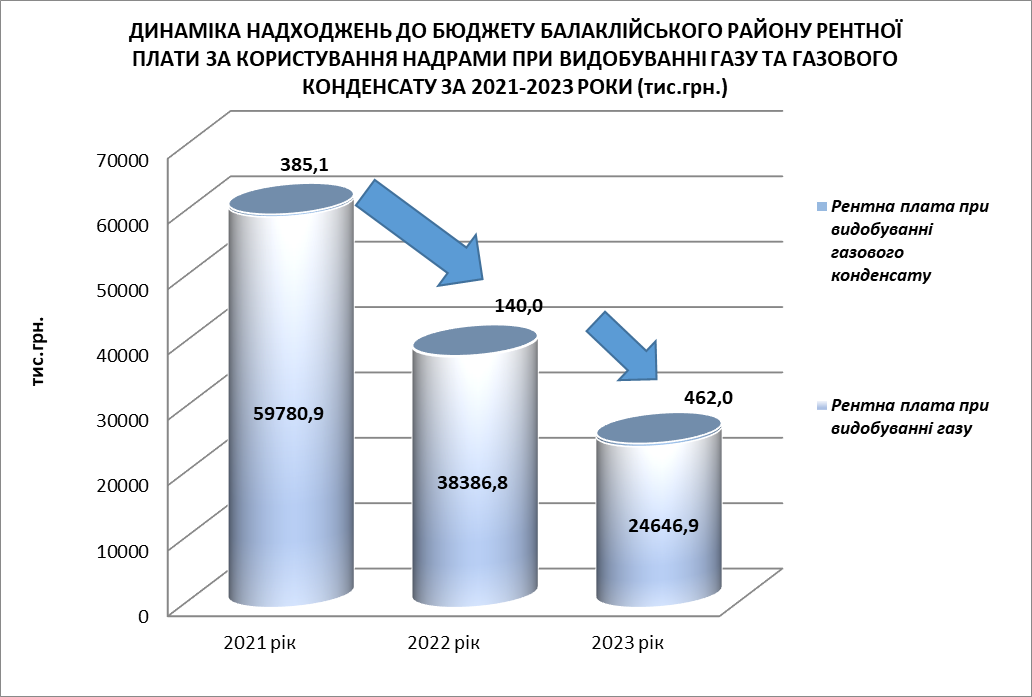 ДИНАМІКА НАДХОДЖЕНЬ ДО БЮДЖЕТУ БАЛАКЛІЙСЬКОГО РАЙОНУ РЕНТНОЇ
ПЛАТИ ЗА КОРИСТУВАННЯ НАДРАМИ ПРИ ВИДОБУВАННІ ГАЗУ ТА ГАЗОВОГО
КОНДЕНСАТУ ЗА 2021-2023 РОКИ (тис.грн.)
тис.грн.
70000
60000
50000
40000
30000
20000
10000
0
385,1
140,0
462,0
59780,9
38386,8
24646,9
2021 рік
2022 рік
2023 рік
Рентна плата при
видобуванні
газового
конденсату
Рентна плата при
видобуванні газу